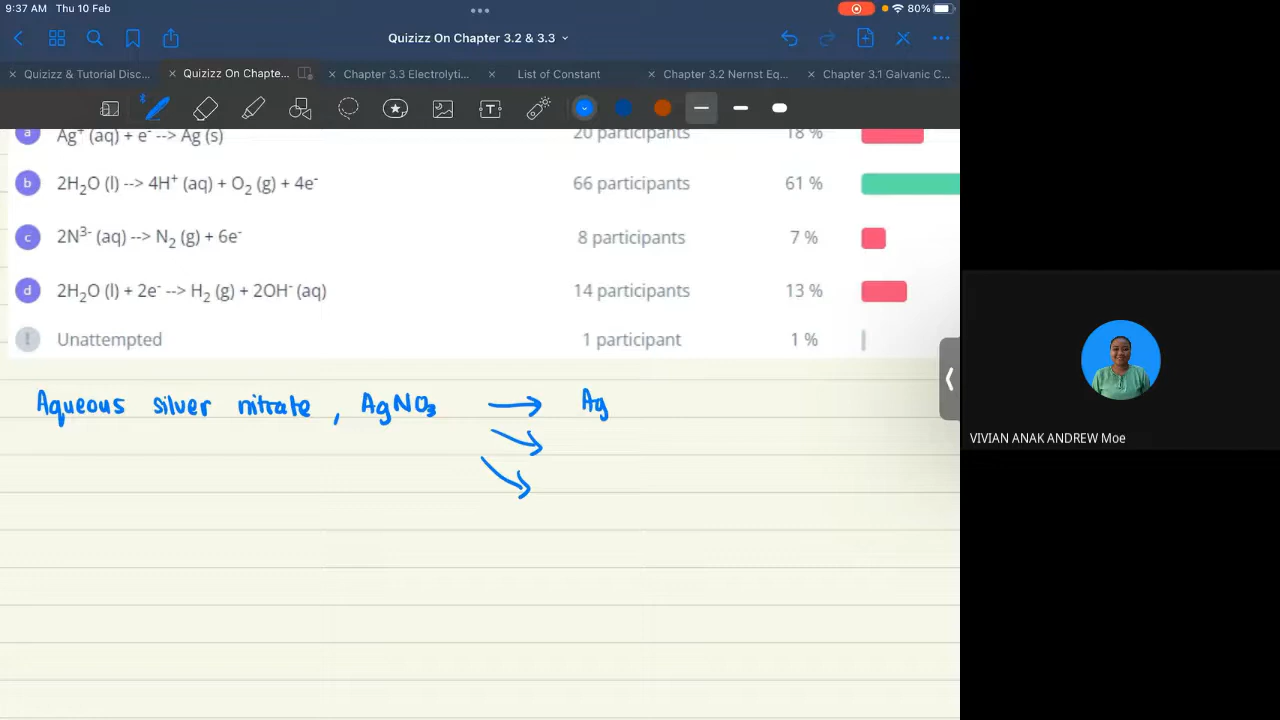 9:37 AM Thu 10 Feb
80%
Quizizz On Chapter 3.2 & 3.3
Quizizz & Tutorial Disc...
Quizizz On Chapte...
Chapter 3.3 Electrolyti...
List of Constant
Chapter 3.2 Nernst Eq...
Chapter 3.1 Galvanic C...
a Ag⁺ (aq) + e⁻ --> Ag (s) 20 participants 18 %
b 2H₂O (l) --> 4H⁺ (aq) + O₂ (g) + 4e⁻ 66 participants 61 %
c 2N³⁻ (aq) --> N₂ (g) + 6e⁻ 8 participants 7 %
d 2H₂O (l) + 2e⁻ --> H₂ (g) + 2OH⁻ (aq) 14 participants 13 %
! Unattempted 1 participant 1 %
Aqueous silver nitrate, AgNO₃ → Ag
VIVIAN ANAK ANDREW Moe